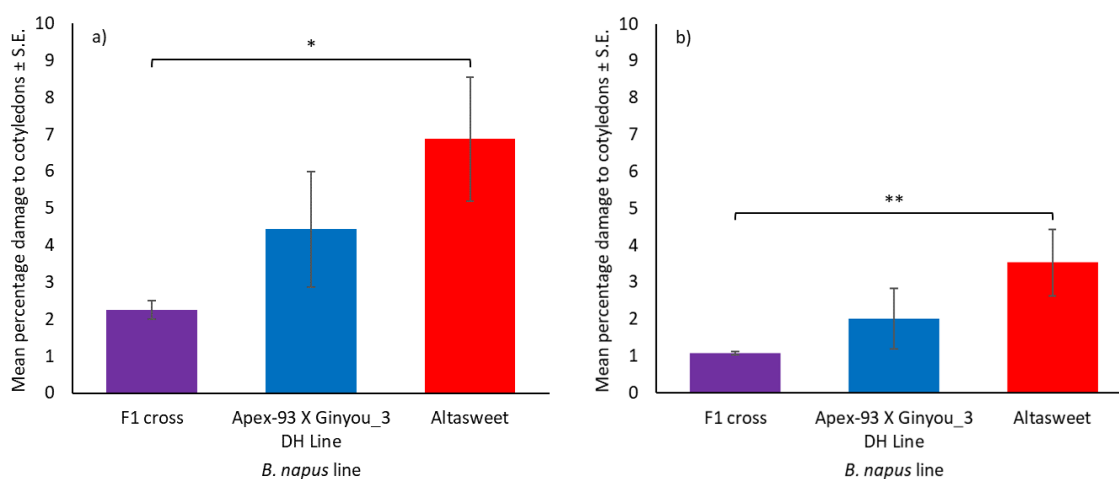 a)
Mean percentage damage to cotyledons ± S.E.
10
9
8
7
6
5
4
3
2
1
0
*
F1 cross
Apex-93 X Ginyou_3
DH Line
Altasweet
B. napus line
b)
Mean percentage damage to cotyledons ± S.E.
10
9
8
7
6
5
4
3
2
1
0
**
F1 cross
Apex-93 X Ginyou_3
DH Line
Altasweet
B. napus line